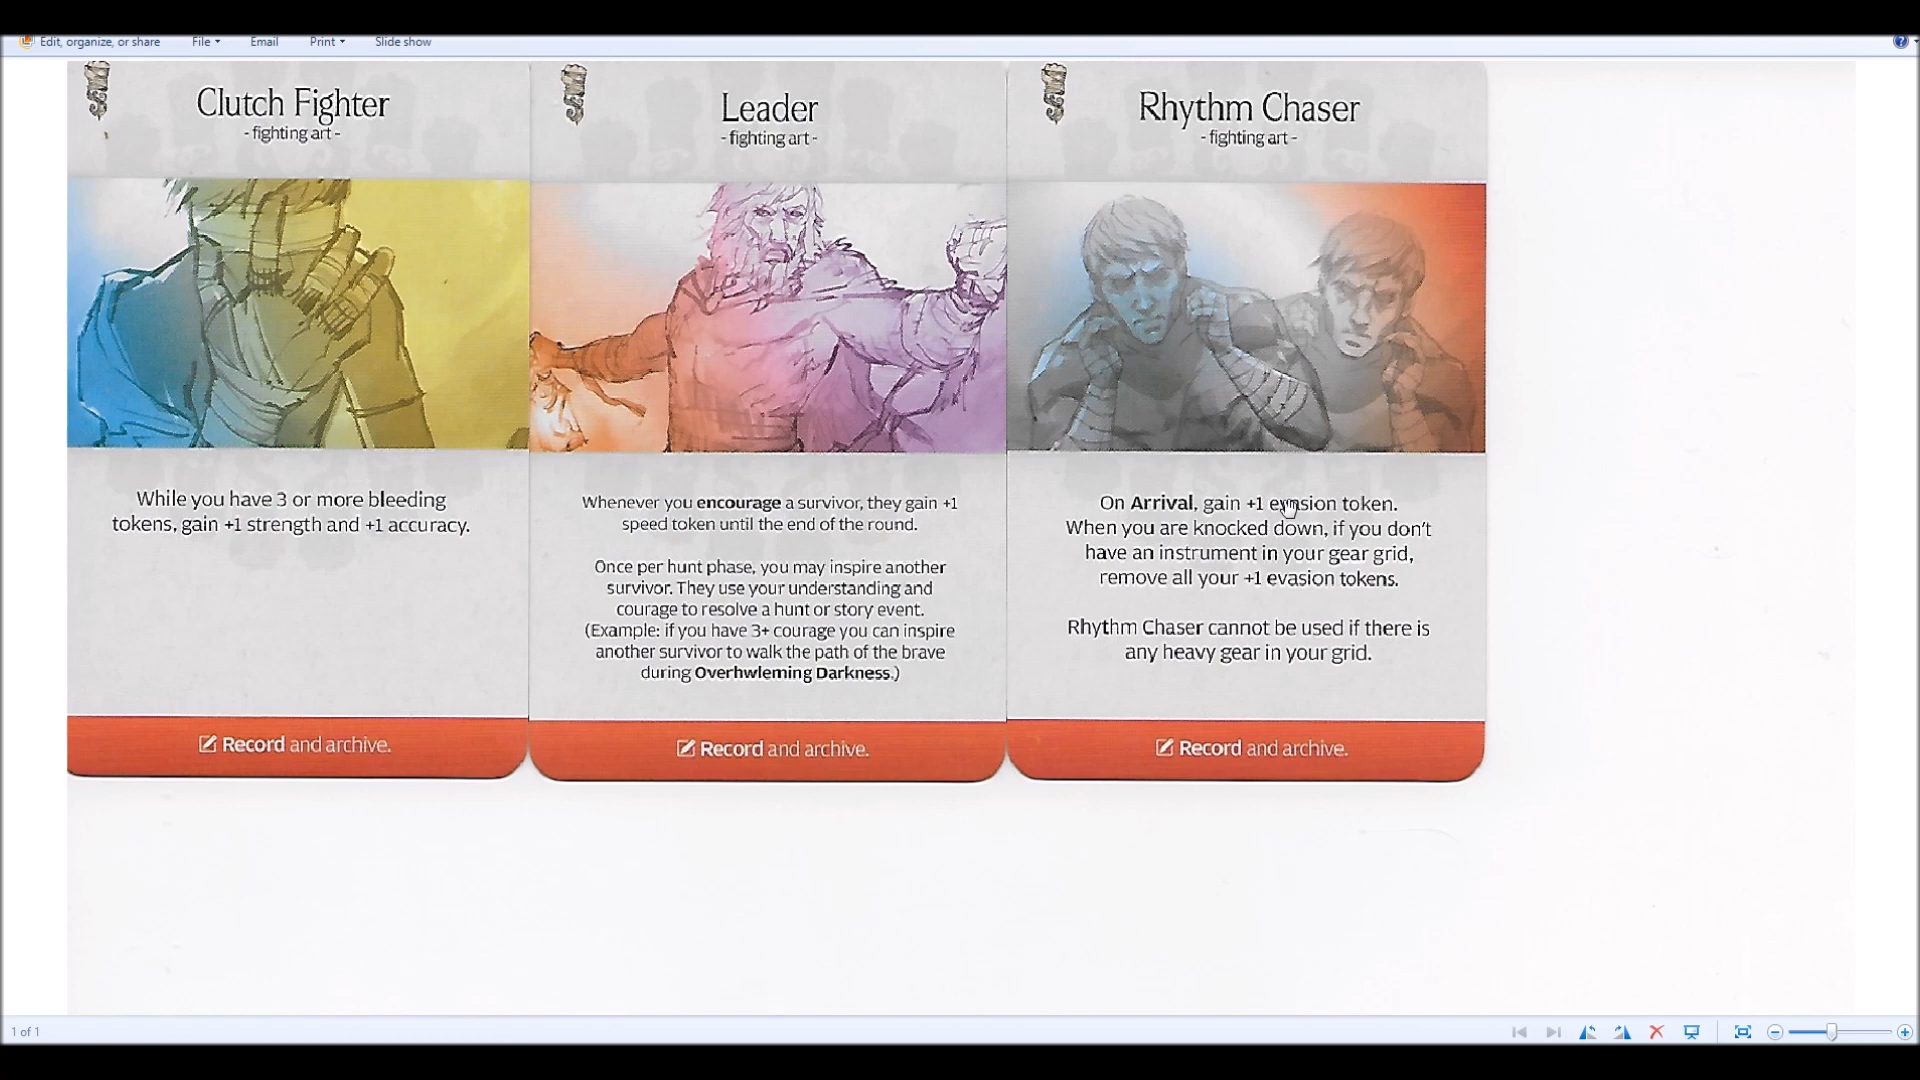 Edit, organize, or share File Email Print Slide show
Clutch Fighter
- fighting art -
While you have 3 or more bleeding
tokens, gain +1 strength and +1 accuracy.
Record and archive.
Leader
- fighting art -
Whenever you encourage a survivor, they gain +1
speed token until the end of the round.
Once per hunt phase, you may inspire another
survivor. They use your understanding and
courage to resolve a hunt or story event.
(Example: if you have 3+ courage you can inspire
another survivor to walk the path of the brave
during Overhwleming Darkness.)
Record and archive.
Rhythm Chaser
- fighting art -
On Arrival, gain +1 evasion token.
When you are knocked down, if you don't
have an instrument in your gear grid,
remove all your +1 evasion tokens.
Rhythm Chaser cannot be used if there is
any heavy gear in your grid.
Record and archive.
1 of 1